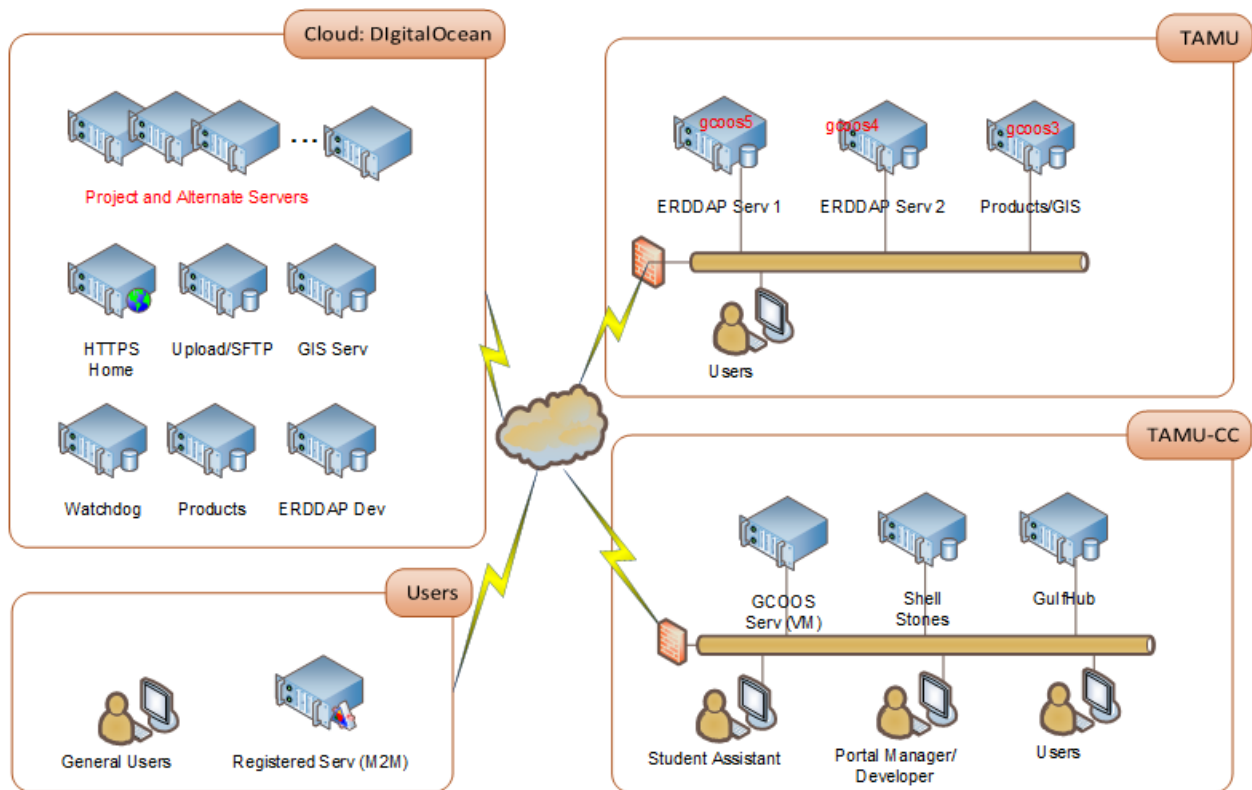 Cloud: DIgitalOcean
...
Project and Alternate Servers
HTTPS
Home
Upload/SFTP
GIS Serv
Watchdog
Products
ERDDAP Dev
Users
General Users
Registered Serv (M2M)
TAMU
gcoos5
gcoos4
gcoos3
ERDDAP Serv 1
ERDDAP Serv 2
Products/GIS
Users
TAMU-CC
GCOOS
Serv (VM)
Shell
Stones
GulfHub
Student Assistant
Portal Manager/
Developer
Users